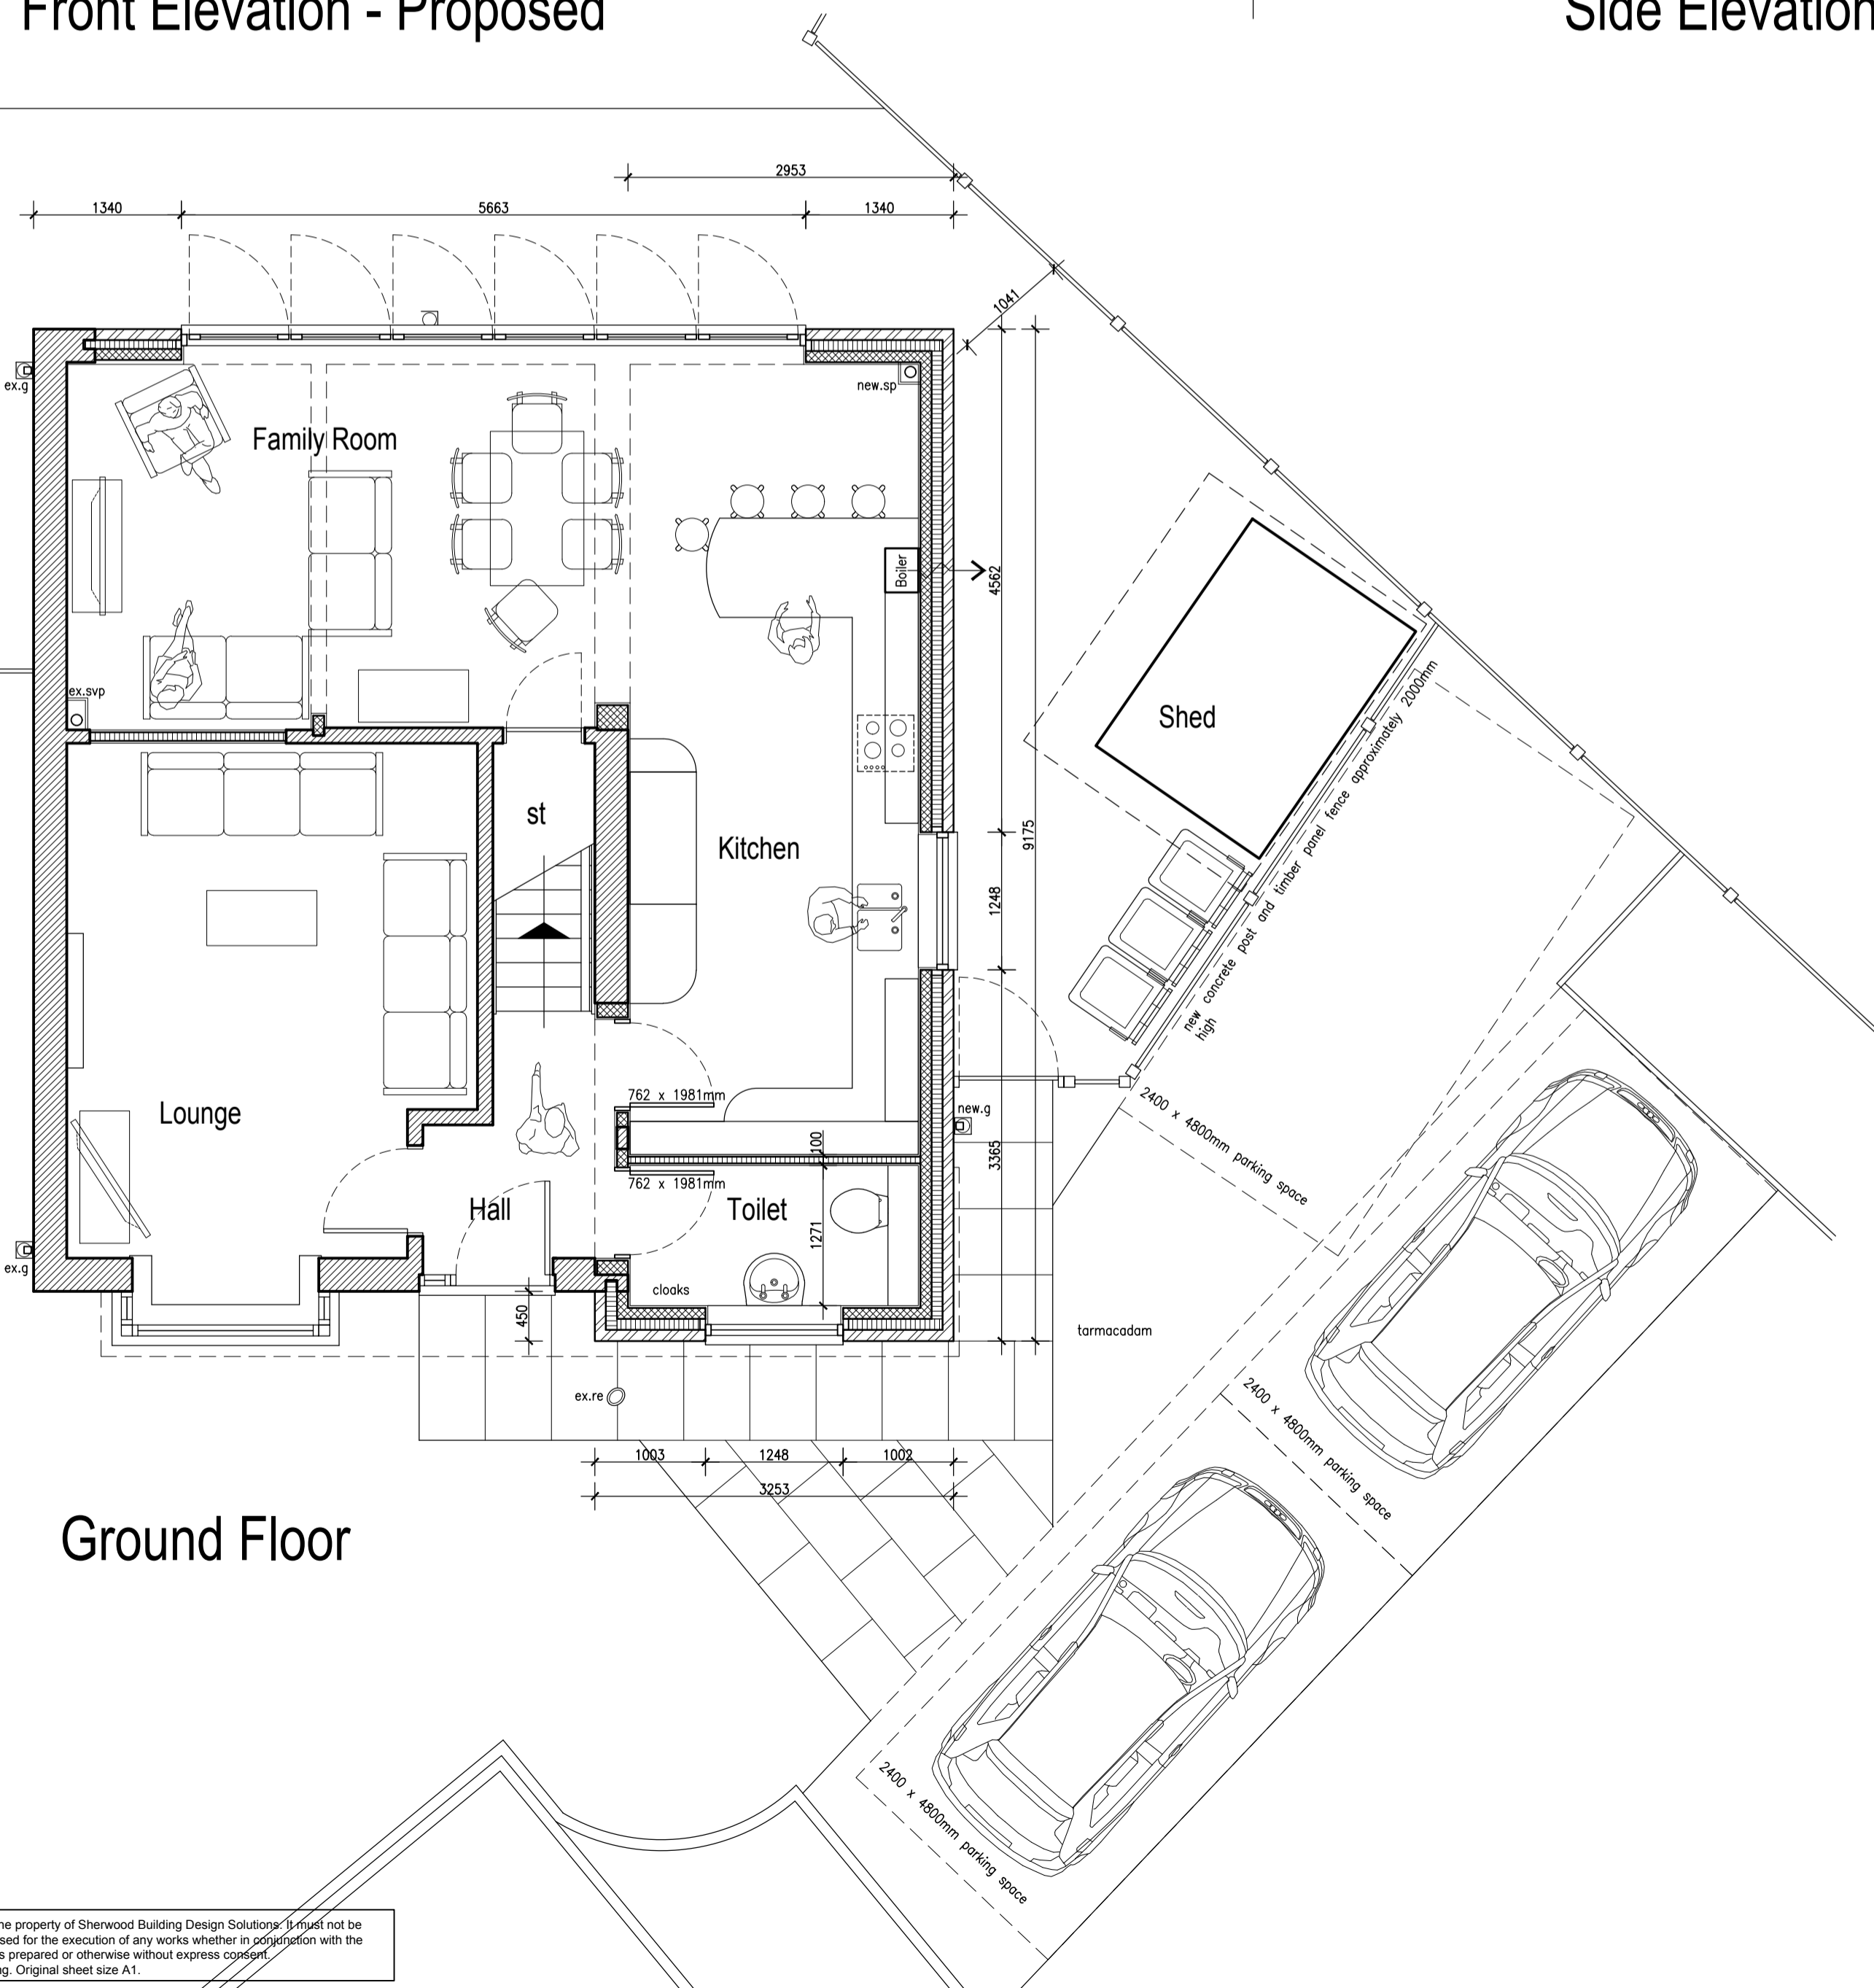 Front Elevation - Proposed
Side Elevation
2953
1340
5663
1340
1041
ex.g
new.sp
Family Room
Boiler
4562
ex.svp
Shed
st
Kitchen
9175
1248
new concrete post and timber panel fence approximately 2000mm
high
Lounge
762 x 1981mm
new.g
2400 x 4800mm parking space
100
3365
762 x 1981mm
Hall
Toilet
1271
ex.g
cloaks
450
tarmacadam
ex.re
2400 x 4800mm parking space
1003
1248
1002
3253
Ground Floor
2400 x 4800mm parking space
property of Sherwood Building Design Solutions. It must not be
for the execution of any works whether in conjunction with the
prepared or otherwise without express consent.
Original sheet size A1.